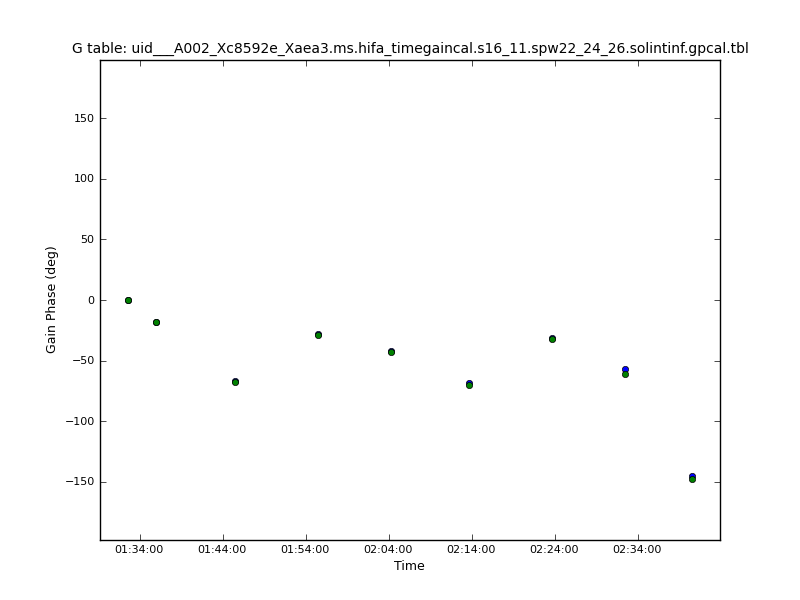 G table: uid___A002_Xc8592e_Xaea3.ms.hifa_timegaincal.s16_11.spw22_24_26.solintinf.gpcal.tbl
150
100
50
0
−50
−100
−150
Gain Phase (deg)
01:34:00 01:44:00 01:54:00 02:04:00 02:14:00 02:24:00 02:34:00
Time